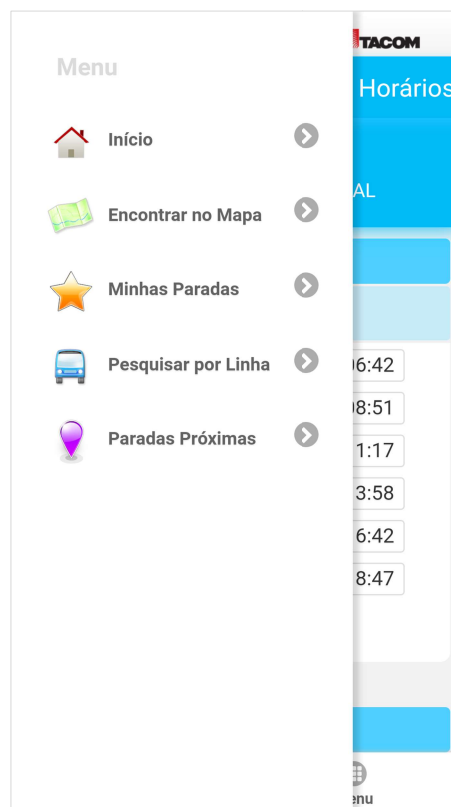 TACOM
Menu
Horários
Início
AL
Encontrar no Mapa
Minhas Paradas
Pesquisar por Linha
06:42
08:51
Paradas Próximas
1:17
3:58
6:42
8:47
enu